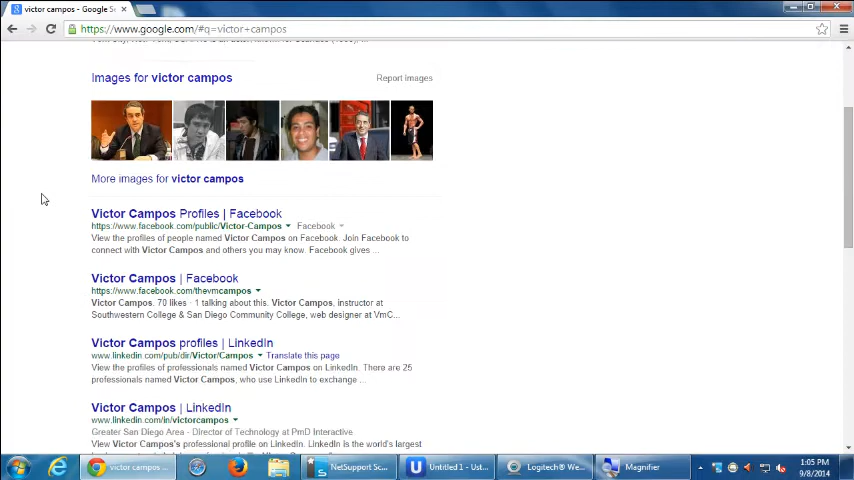 victor campos - Google S
https://www.google.com/#q=victor+campos
Images for victor campos
Report images
More images for victor campos
Victor Campos Profiles | Facebook
https://www.facebook.com/public/Victor-Campos Facebook
View the profiles of people named Victor Campos on Facebook. Join Facebook to
connect with Victor Campos and others you may know. Facebook gives ...
Victor Campos | Facebook
https://www.facebook.com/thevmcampos
Victor Campos. 70 likes · 1 talking about this. Victor Campos, instructor at
Southwestern College & San Diego Community College, web designer at VmC...
Victor Campos profiles | LinkedIn
www.linkedin.com/pub/dir/Victor/Campos Translate this page
View the profiles of professionals named Victor Campos on LinkedIn. There are 25
professionals named Victor Campos, who use LinkedIn to exchange ...
Victor Campos | LinkedIn
www.linkedin.com/in/victorcampos
Greater San Diego Area - Director of Technology at PmD Interactive
View Victor Campos's professional profile on LinkedIn. LinkedIn is the world's largest
victor campos ...
NetSupport Sc...
Untitled 1 - Ust...
Logitech® We...
Magnifier
1:05 PM
9/8/2014